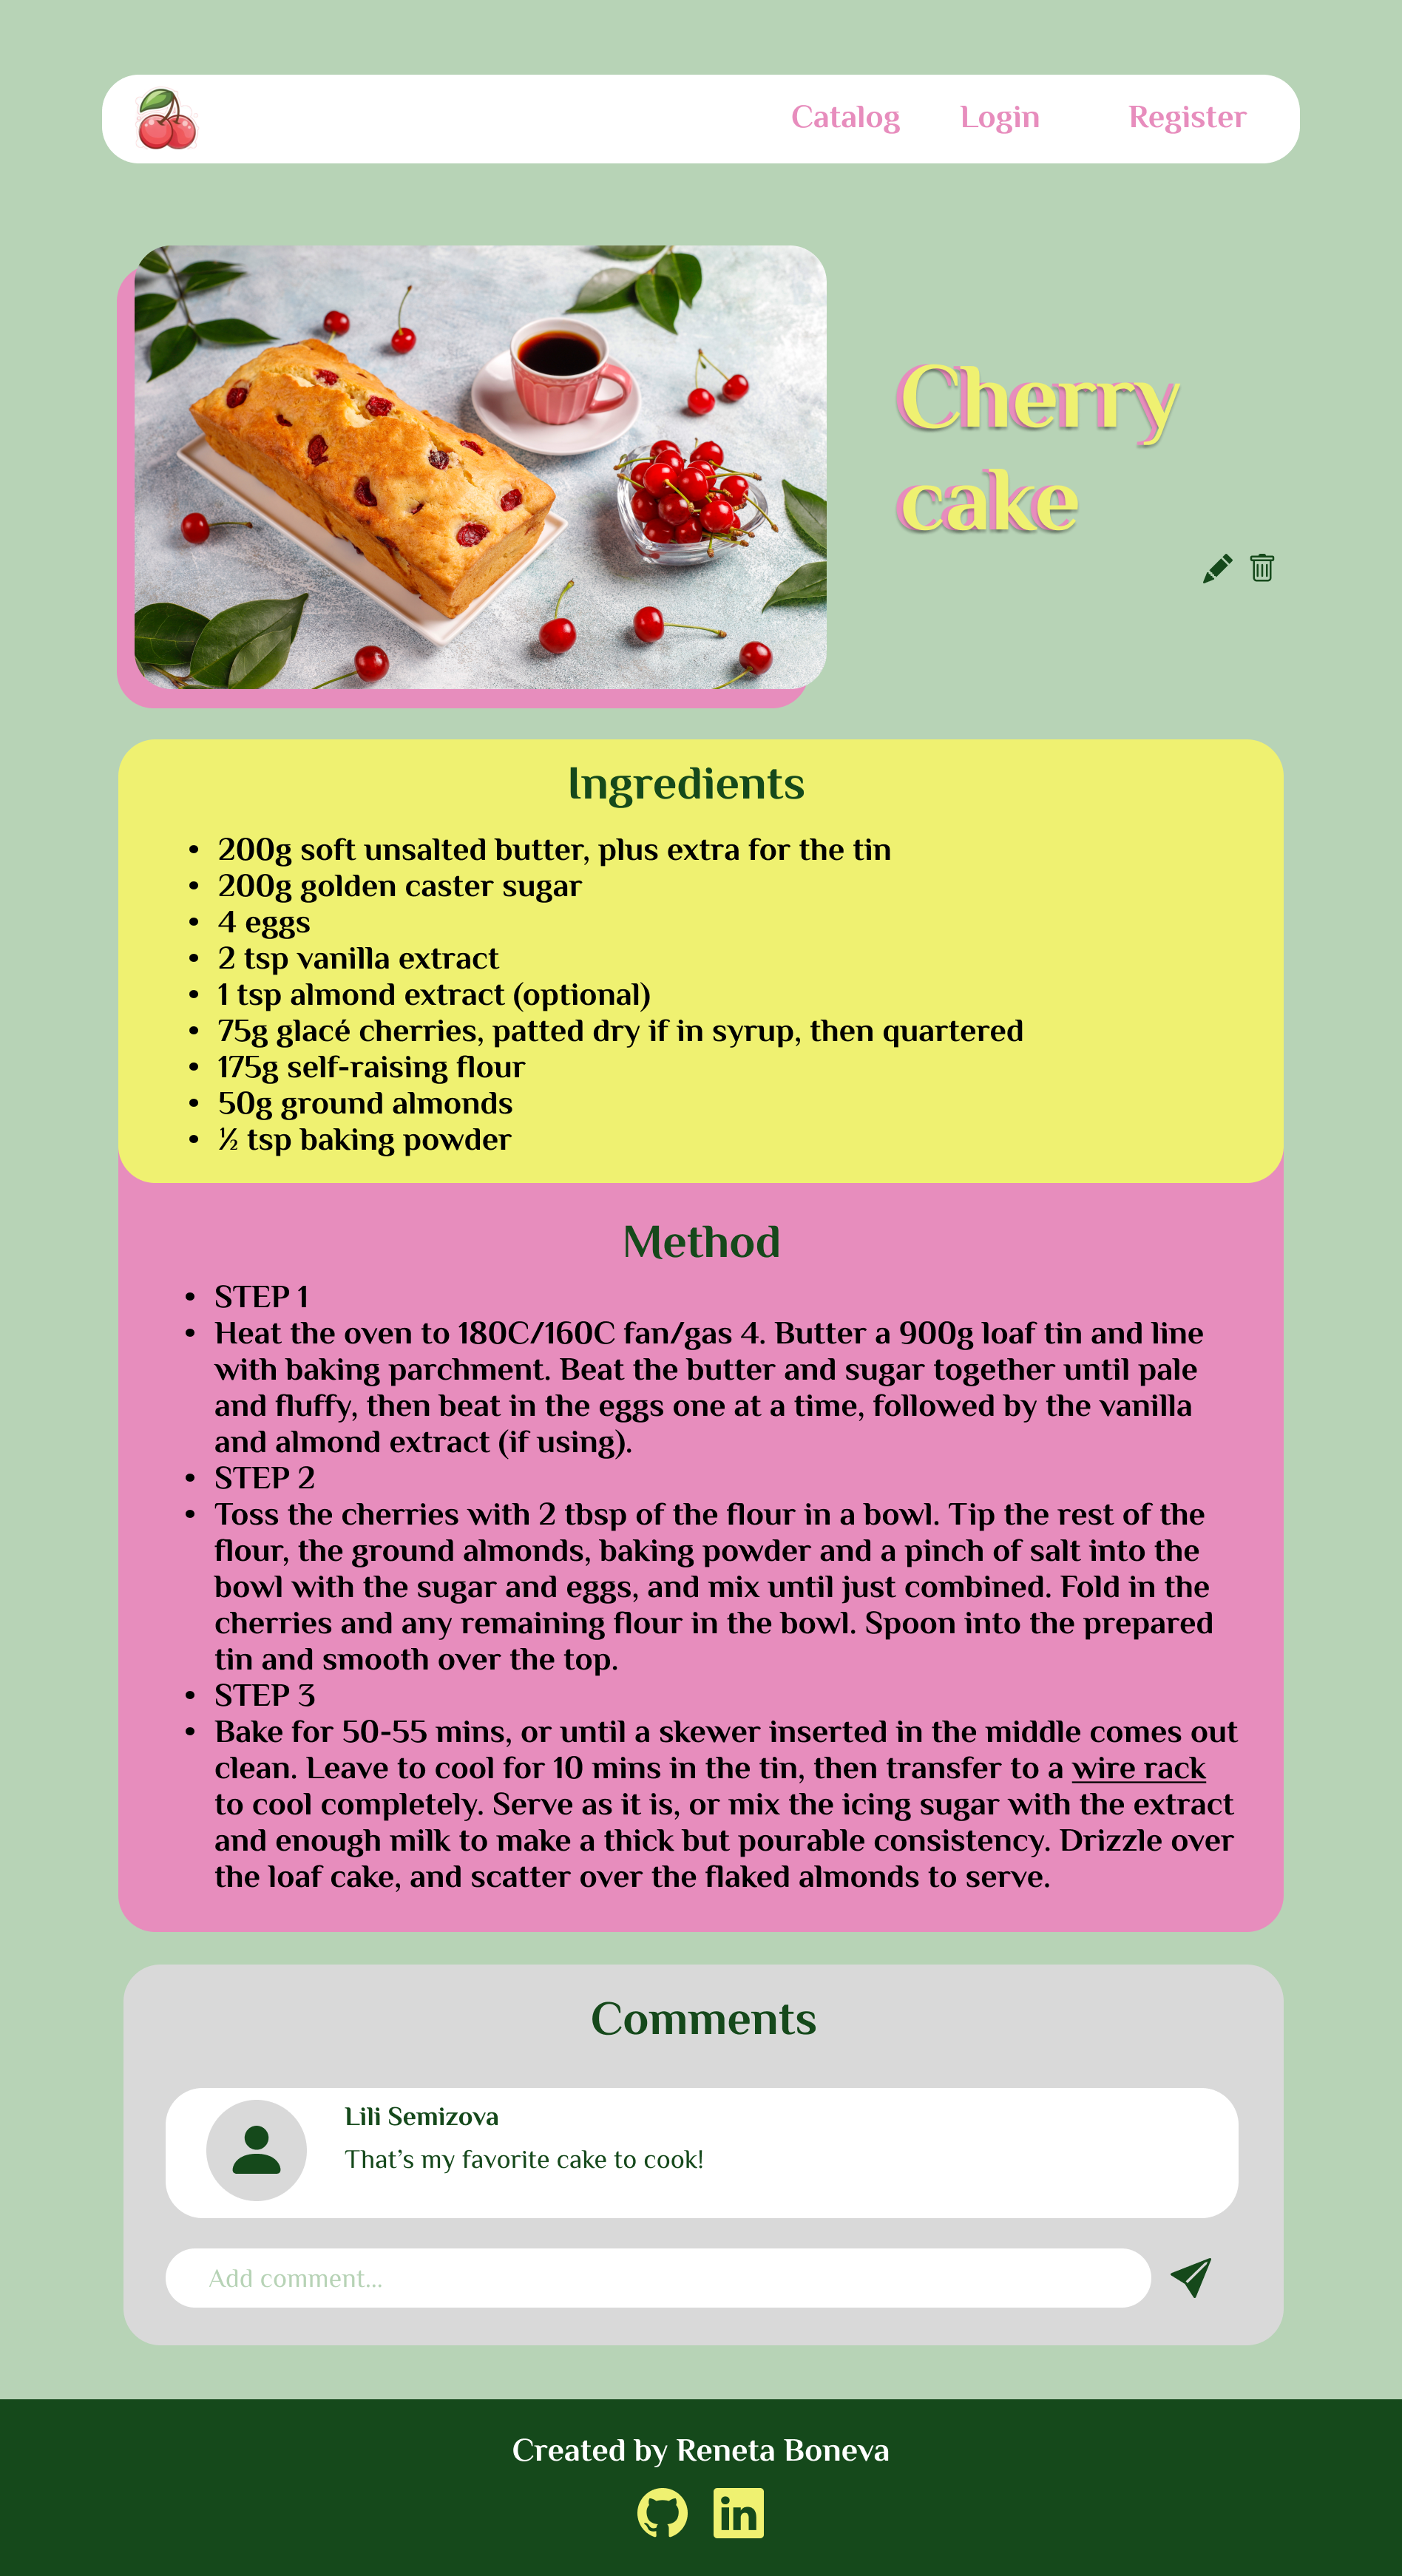 Catalog Login Register
Cherry
cake
Ingredients
• 200g soft unsalted butter, plus extra for the tin
• 200g golden caster sugar
• 4 eggs
• 2 tsp vanilla extract
• 1 tsp almond extract (optional)
• 75g glacé cherries, patted dry if in syrup, then quartered
• 175g self-raising flour
• 50g ground almonds
• ½ tsp baking powder
Method
• STEP 1
• Heat the oven to 180C/160C fan/gas 4. Butter a 900g loaf tin and line
with baking parchment. Beat the butter and sugar together until pale
and fluffy, then beat in the eggs one at a time, followed by the vanilla
and almond extract (if using).
• STEP 2
• Toss the cherries with 2 tbsp of the flour in a bowl. Tip the rest of the
flour, the ground almonds, baking powder and a pinch of salt into the
bowl with the sugar and eggs, and mix until just combined. Fold in the
cherries and any remaining flour in the bowl. Spoon into the prepared
tin and smooth over the top.
• STEP 3
• Bake for 50-55 mins, or until a skewer inserted in the middle comes out
clean. Leave to cool for 10 mins in the tin, then transfer to a wire rack
to cool completely. Serve as it is, or mix the icing sugar with the extract
and enough milk to make a thick but pourable consistency. Drizzle over
the loaf cake, and scatter over the flaked almonds to serve.
Comments
Lili Semizova
That’s my favorite cake to cook!
Add comment...
Created by Reneta Boneva
in